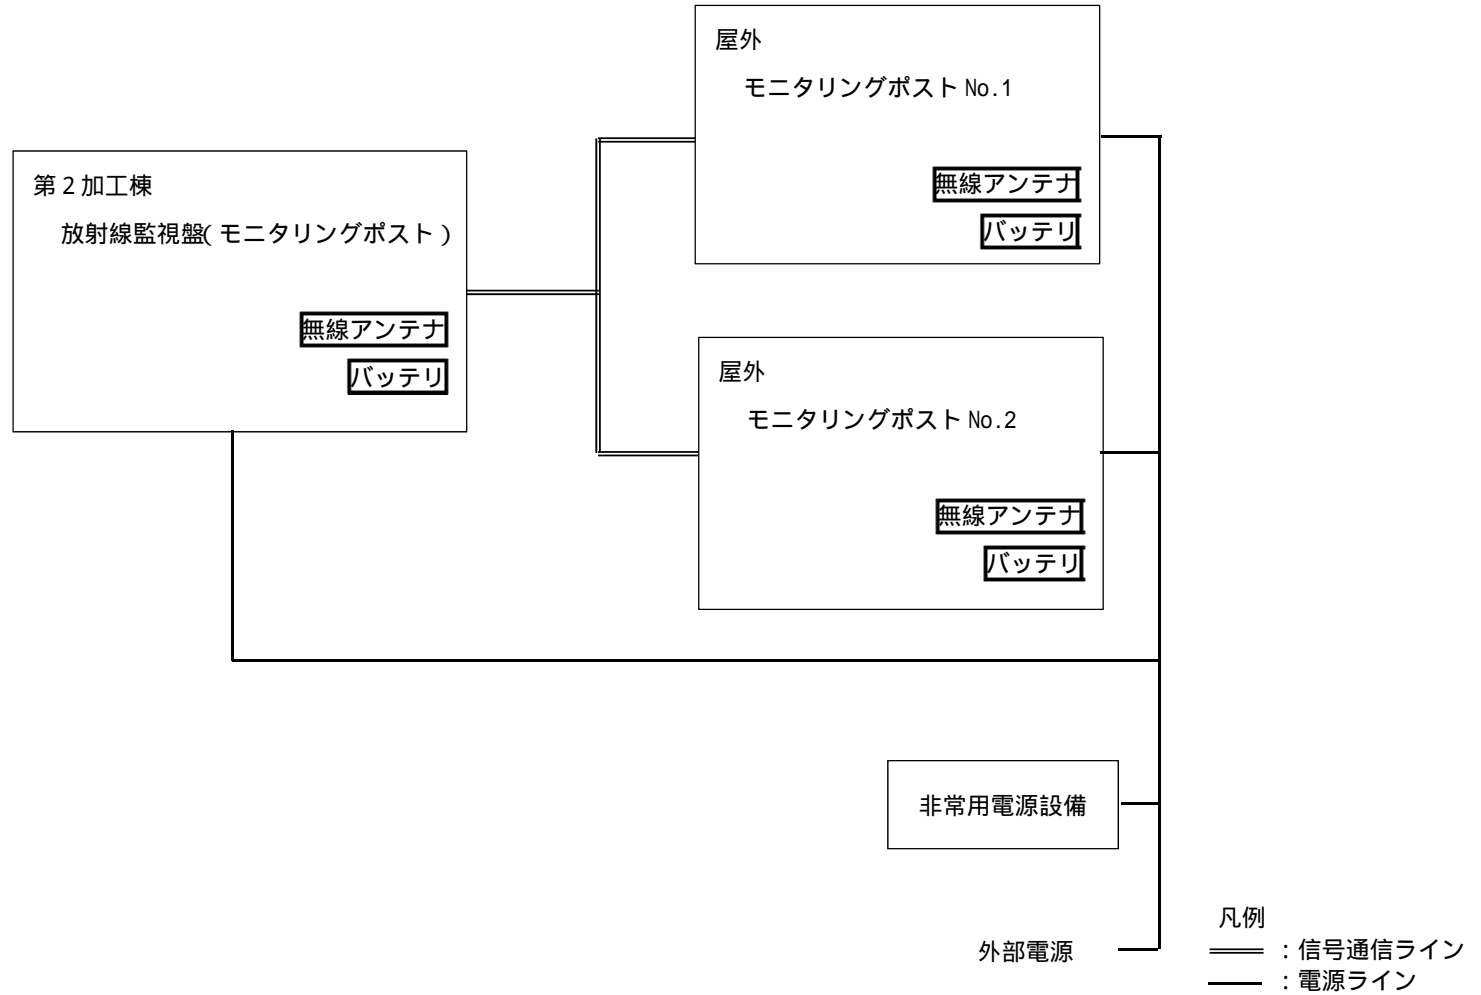 屋外
モニタリングポスト No.1
無線アンテナ
バッテリ
第2加工棟
放射線監視盤(モニタリングポスト)
無線アンテナ
バッテリ
屋外
モニタリングポスト No.2
無線アンテナ
バッテリ
非常用電源設備
外部電源
凡例
:信号通信ライン
:電源ライン